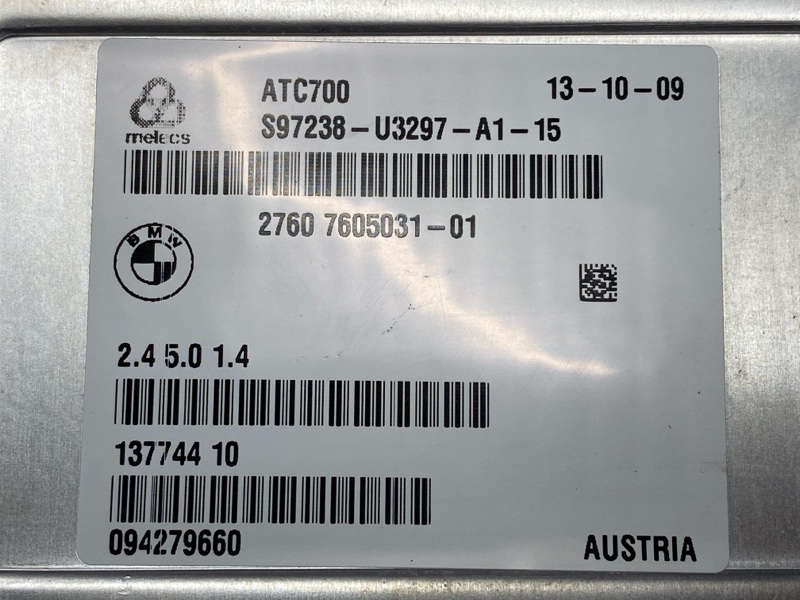 melecs
ATC700
13-10-09
S97238-U3297-A1-15
2760 7605031-01
BMW
2.4 5.0 1.4
137744 10
094279660
AUSTRIA